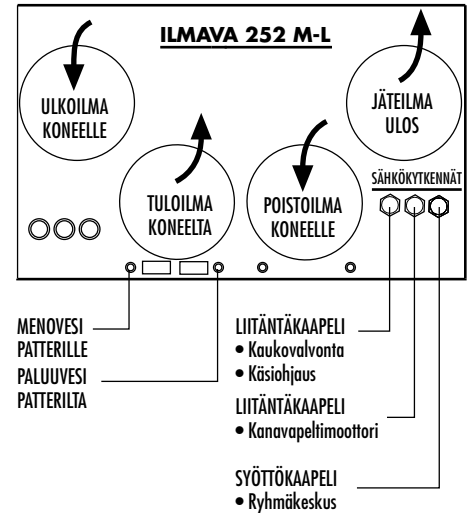 ILMAVA 252 M-L
ULKOILMA
KONEELLE
JÄTEILMA
ULOS
TULOILMA
KONEELTA
POISTOILMA
KONEELLE
SÄHKÖKYTKENNÄT
MENOVESI
PATTERILLE
PALUUVESI
PATTERILTA
LIITÄNTÄKAAPELI
• Kaukovalvonta
• Käsiohjaus
LIITÄNTÄKAAPELI
• Kanavapeltimoottori
SYÖTTÖKAAPELI
• Ryhmäkeskus